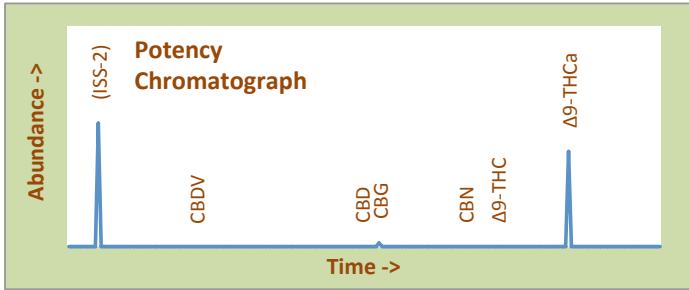 Potency
Chromatograph
Abundance ->
(ISS-2)
CBDV
CBD
CBG
CBN
Δ9-THC
Δ9-THCa
Time ->